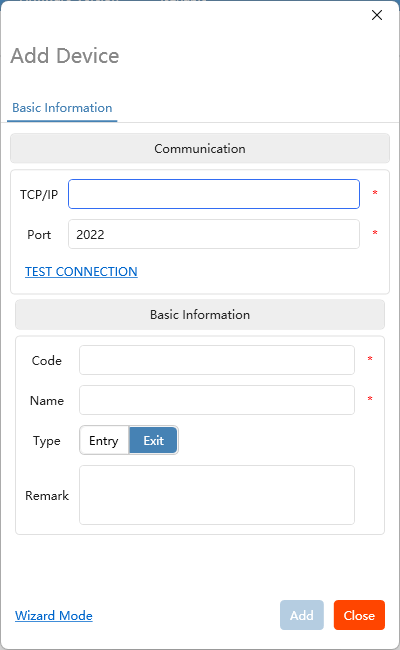 Add Device
Basic Information
Communication
TCP/IP *
Port 2022 *
TEST CONNECTION
Basic Information
Code *
Name *
Type Entry Exit
Remark
Wizard Mode Add Close